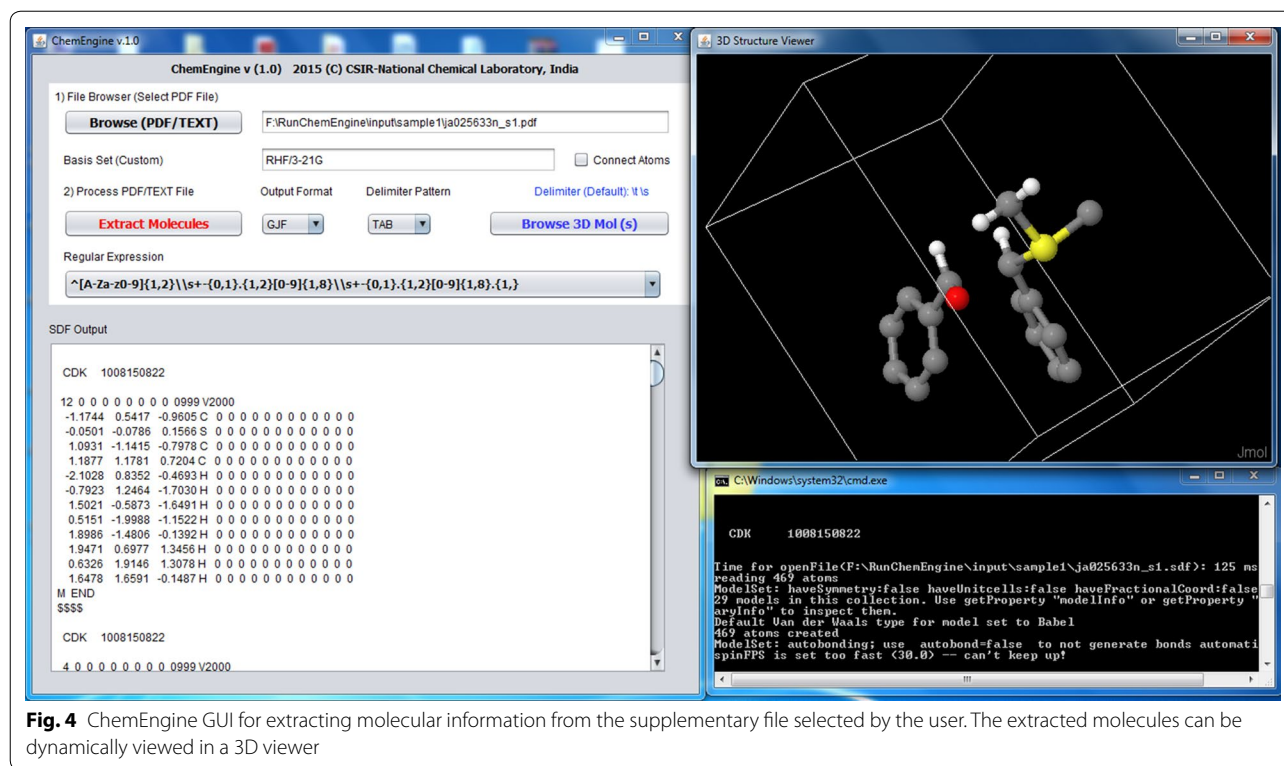 ChemEngine v.1.0
ChemEngine v (1.0) 2015 (C) CSIR-National Chemical Laboratory, India
1) File Browser (Select PDF File)
Browse (PDF/TEXT) F:\RunChemEngine\input\sample1\ja025633n_s1.pdf
Basis Set (Custom) RHF/3-21G Connect Atoms
2) Process PDF/TEXT File Output Format Delimiter Pattern Delimiter (Default): \t \s
Extract Molecules GJF TAB Browse 3D Mol (s)
Regular Expression
^[A-Za-z0-9]{1,2}\\s+-{0,1}.{1,2}[0-9]{1,8}\\s+-{0,1}.{1,2}[0-9]{1,8}.{1,}
SDF Output
CDK 1008150822
12 0 0 0 0 0 0 0 0 0999 V2000
-1.1744 0.5417 -0.9605 C 0 0 0 0 0 0 0 0 0 0 0 0
-0.0501 -0.0786 0.1566 S 0 0 0 0 0 0 0 0 0 0 0 0
1.0931 -1.1415 -0.7978 C 0 0 0 0 0 0 0 0 0 0 0 0
1.1877 1.1781 0.7204 C 0 0 0 0 0 0 0 0 0 0 0 0
-2.1028 0.8352 -0.4693 H 0 0 0 0 0 0 0 0 0 0 0 0
-0.7923 1.2464 -1.7030 H 0 0 0 0 0 0 0 0 0 0 0 0
1.5021 -0.5873 -1.6491 H 0 0 0 0 0 0 0 0 0 0 0 0
0.5151 -1.9988 -1.1522 H 0 0 0 0 0 0 0 0 0 0 0 0
1.8986 -1.4806 -0.1392 H 0 0 0 0 0 0 0 0 0 0 0 0
1.9471 0.6977 1.3456 H 0 0 0 0 0 0 0 0 0 0 0 0
0.6326 1.9146 1.3078 H 0 0 0 0 0 0 0 0 0 0 0 0
1.6478 1.6591 -0.1487 H 0 0 0 0 0 0 0 0 0 0 0 0
M END
$$$$
CDK 1008150822
4 0 0 0 0 0 0 0 0 0999 V2000
3D Structure Viewer
Jmol
C:\Windows\system32\cmd.exe
CDK 1008150822
Time for openFile(F:\RunChemEngine\input\sample1\ja025633n_s1.sdf): 125 ms
reading 469 atoms
ModelSet: haveSymmetry:false haveUnitcells:false haveFractionalCoord:false
29 models in this collection. Use getProperty "modelInfo" or getProperty "
aryInfo" to inspect them.
Default Van der Waals type for model set to Babel
469 atoms created
ModelSet: autobonding; use autobond=false to not generate bonds automati
spinFPS is set too fast (30.0) -- can't keep up!
Fig. 4 ChemEngine GUI for extracting molecular information from the supplementary file selected by the user. The extracted molecules can be
dynamically viewed in a 3D viewer